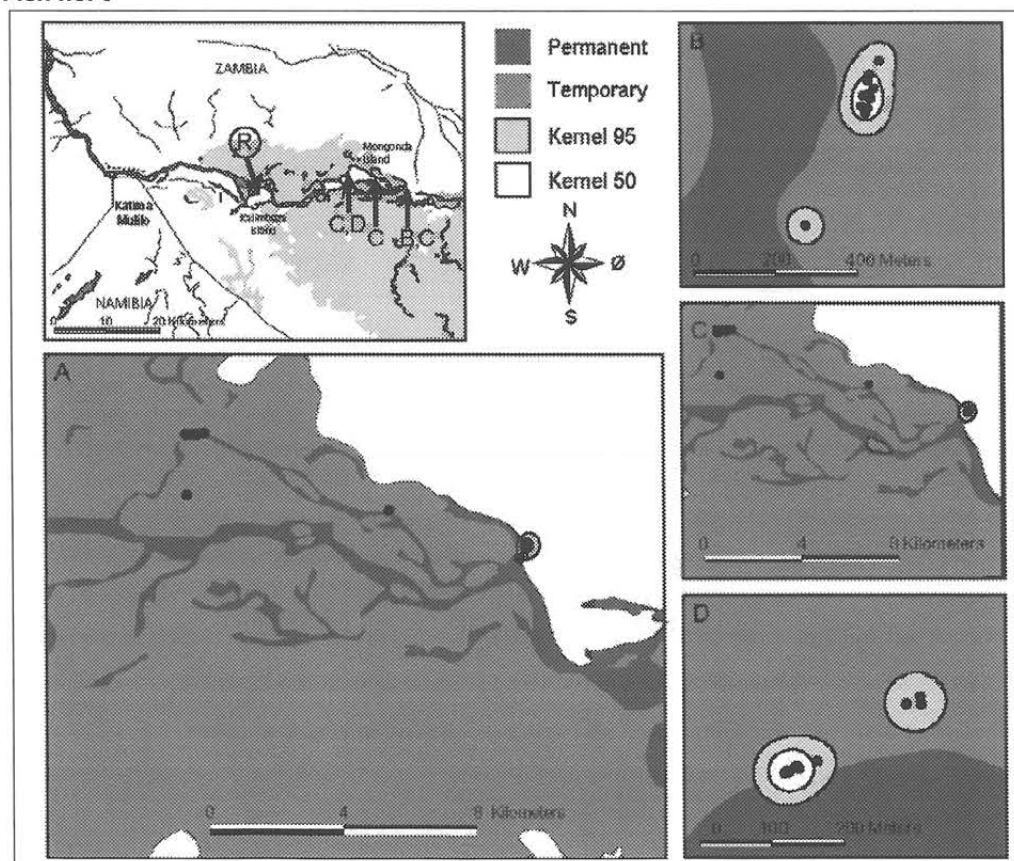 ZAMBIA
R
Mongonda
Island
Katima
Mulilo
Island
C, D
C
B, C
NAMIBIA
0 10 20 Kilometers
Permanent
Temporary
Kernel 95
Kernel 50
N
W Ø
S
B
0 200 400 Meters
A
0 4 8 Kilometers
C
0 4 8 Kilometers
D
0 100 200 Meters